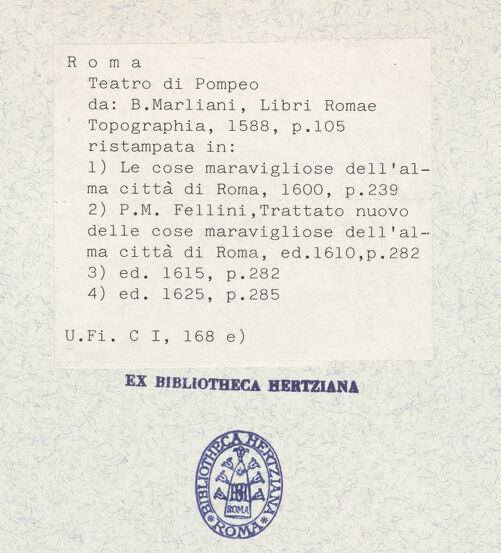 R o m a
Teatro di Pompeo
da: B.Marliani, Libri Romae
Topographia, 1588, p.105
ristampata in:
1) Le cose maravigliose dell'al-
ma città di Roma, 1600, p.239
2) P.M. Fellini,Trattato nuovo
delle cose maravigliose dell'al-
ma città di Roma, ed.1610,p.282
3) ed. 1615, p.282
4) ed. 1625, p.285
U.Fi. C I, 168 e)
EX BIBLIOTHECA HERTZIANA
BIBLIOTHECA HERTZIANA
BH
ROMA
ROMA